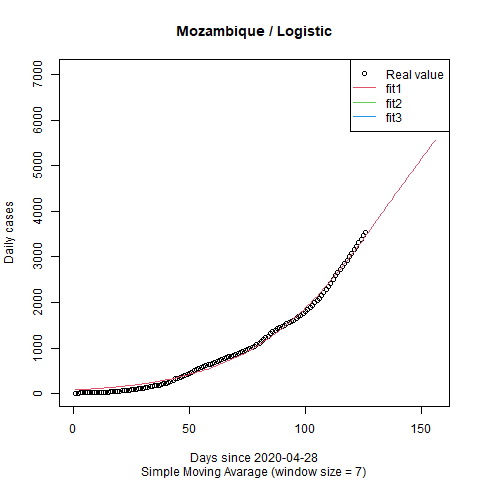 Mozambique / Logistic
Real value
fit1
fit2
fit3
7000
6000
5000
4000
3000
2000
1000
0
Daily cases
0
50
100
150
Days since 2020-04-28
Simple Moving Avarage (window size = 7)